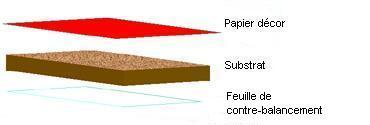 Papier décor
Substrat
Feuille de
contre-balancement